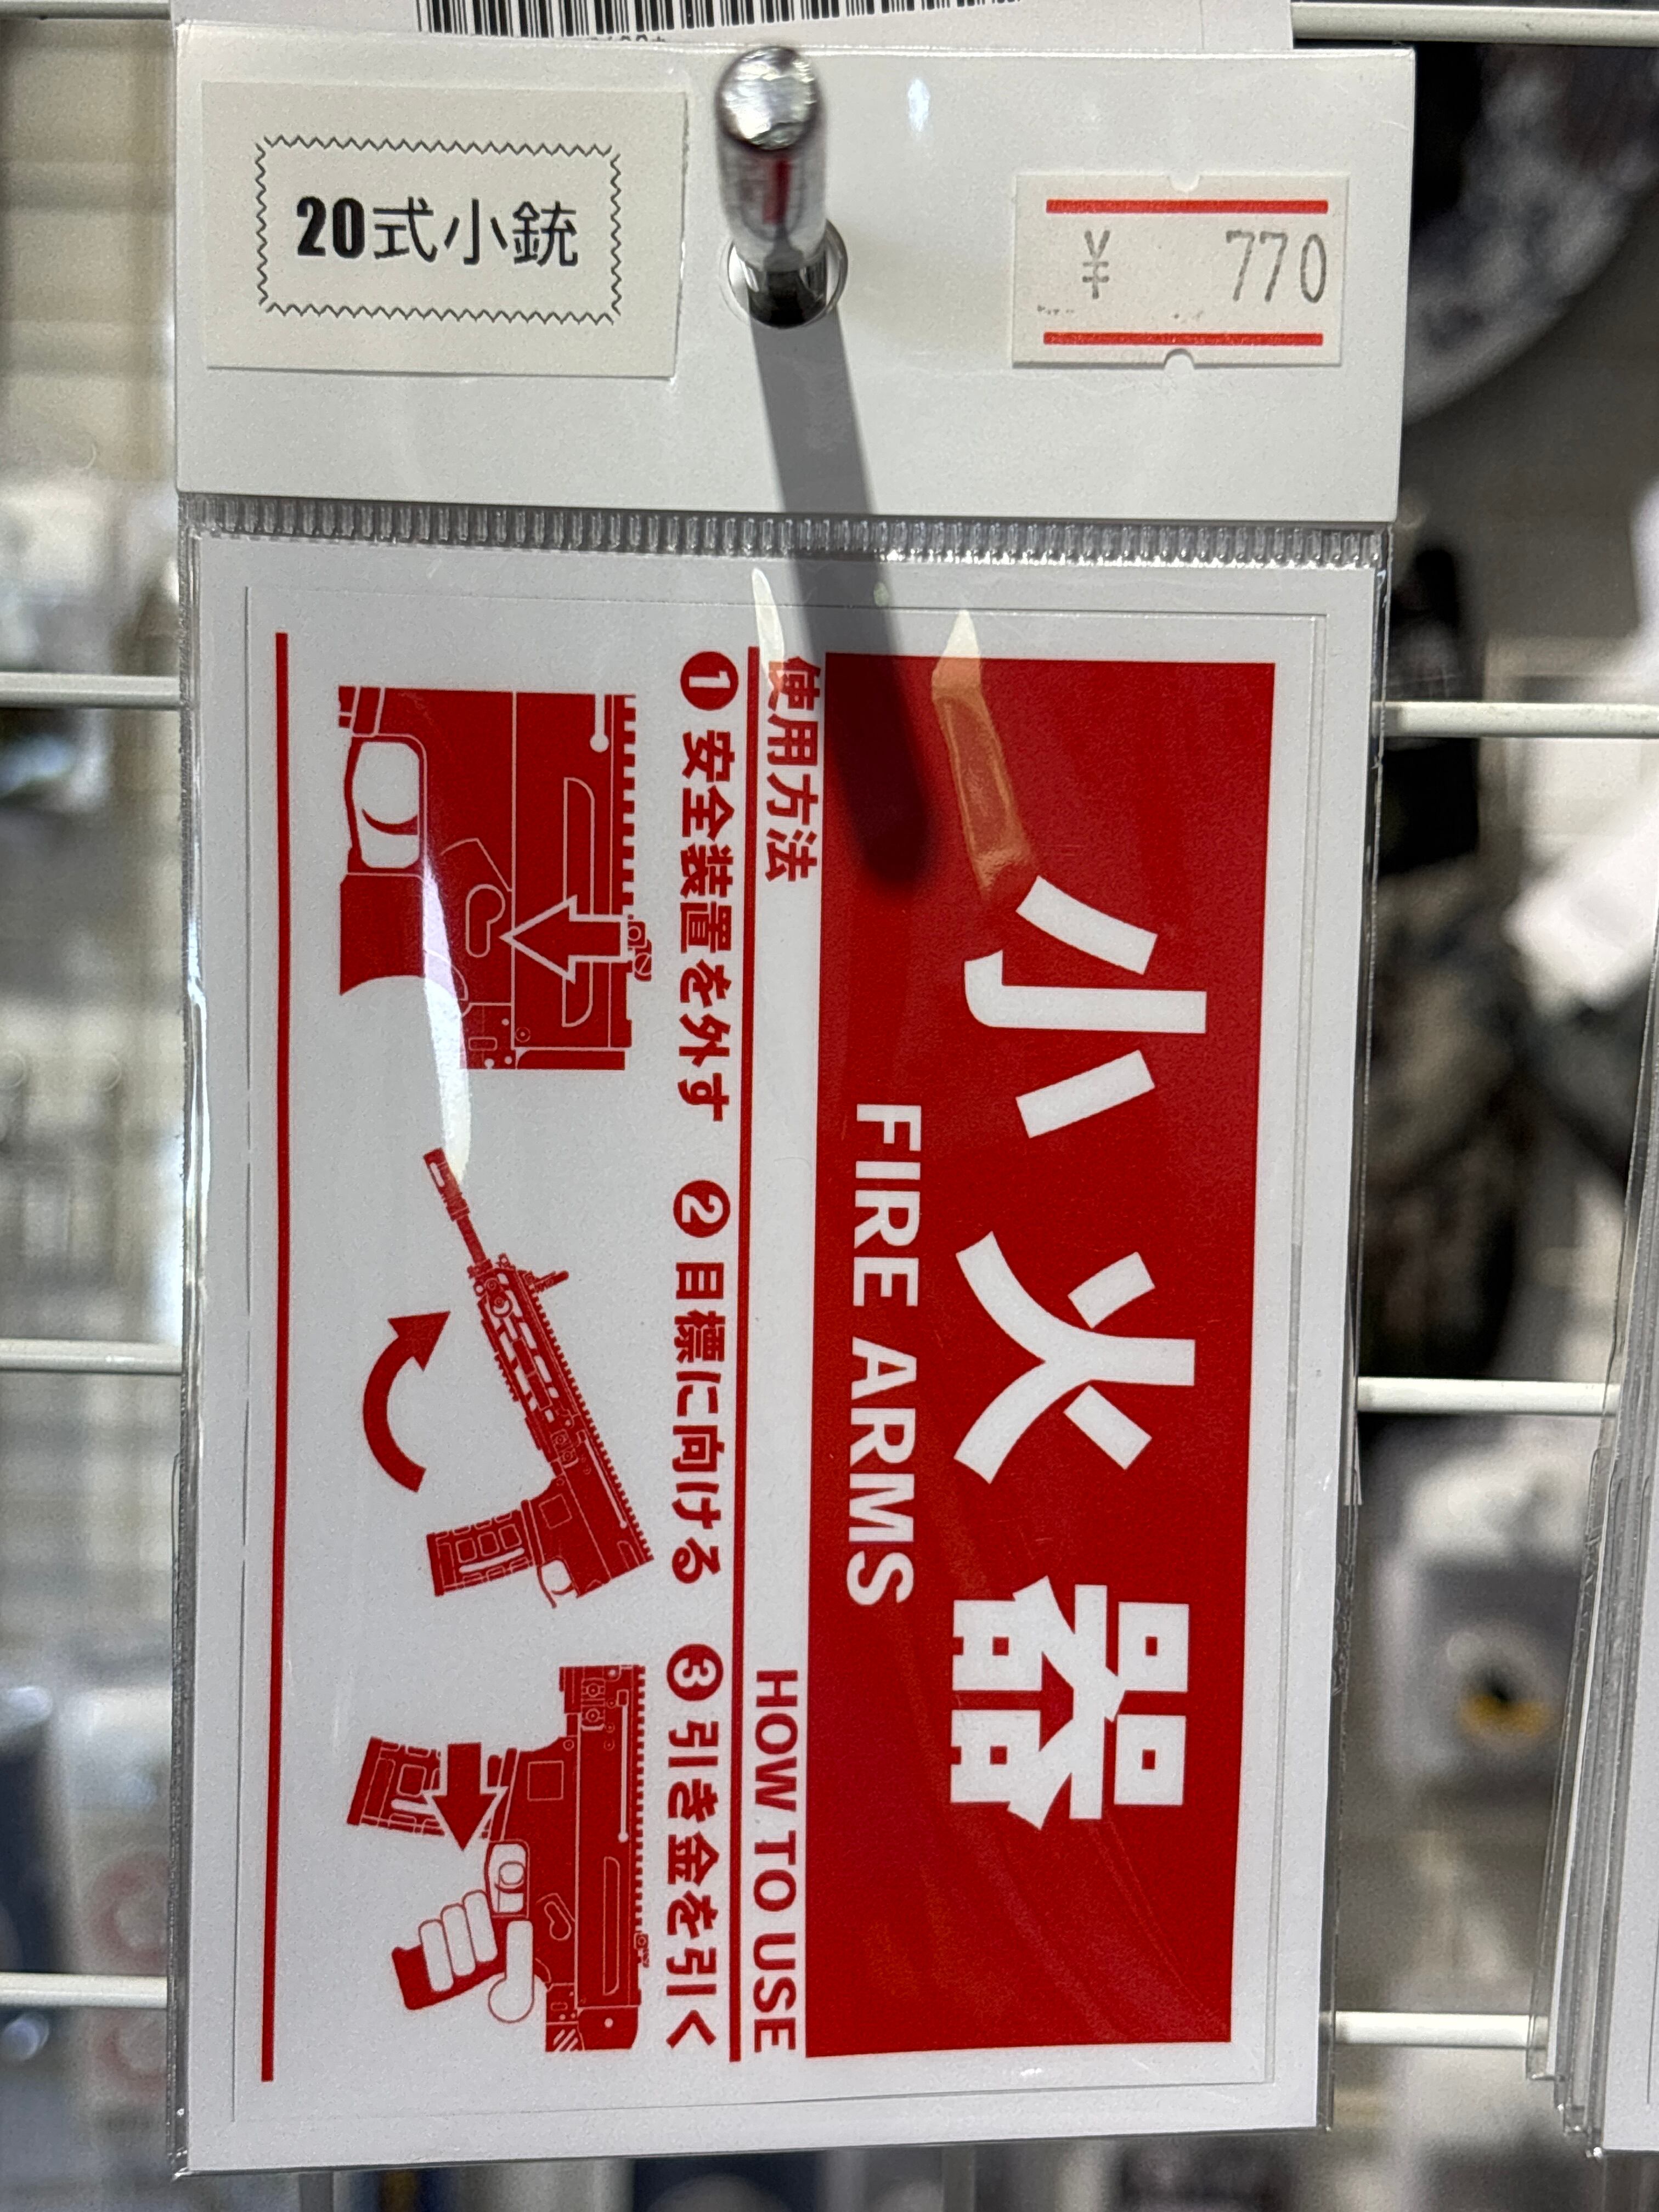 20式小銃
¥ 770
小火器
FIRE ARMS
使用方法
HOW TO USE
❶安全装置を外す
❷目標に向ける
❸引き金を引く